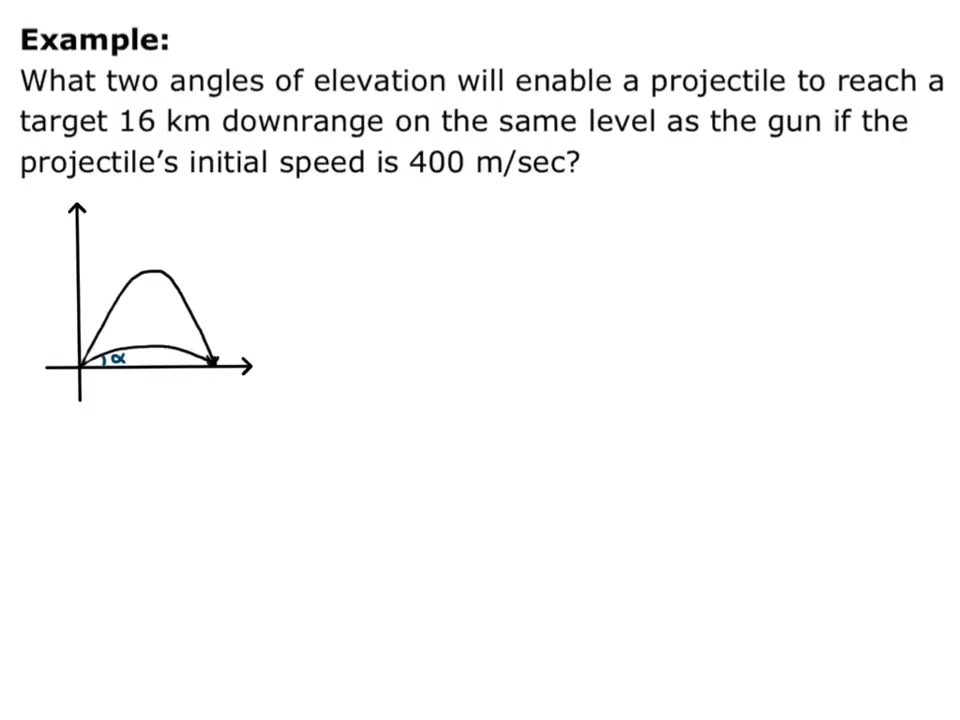 Example:
What two angles of elevation will enable a projectile to reach a
target 16 km downrange on the same level as the gun if the
projectile’s initial speed is 400 m/sec?
α